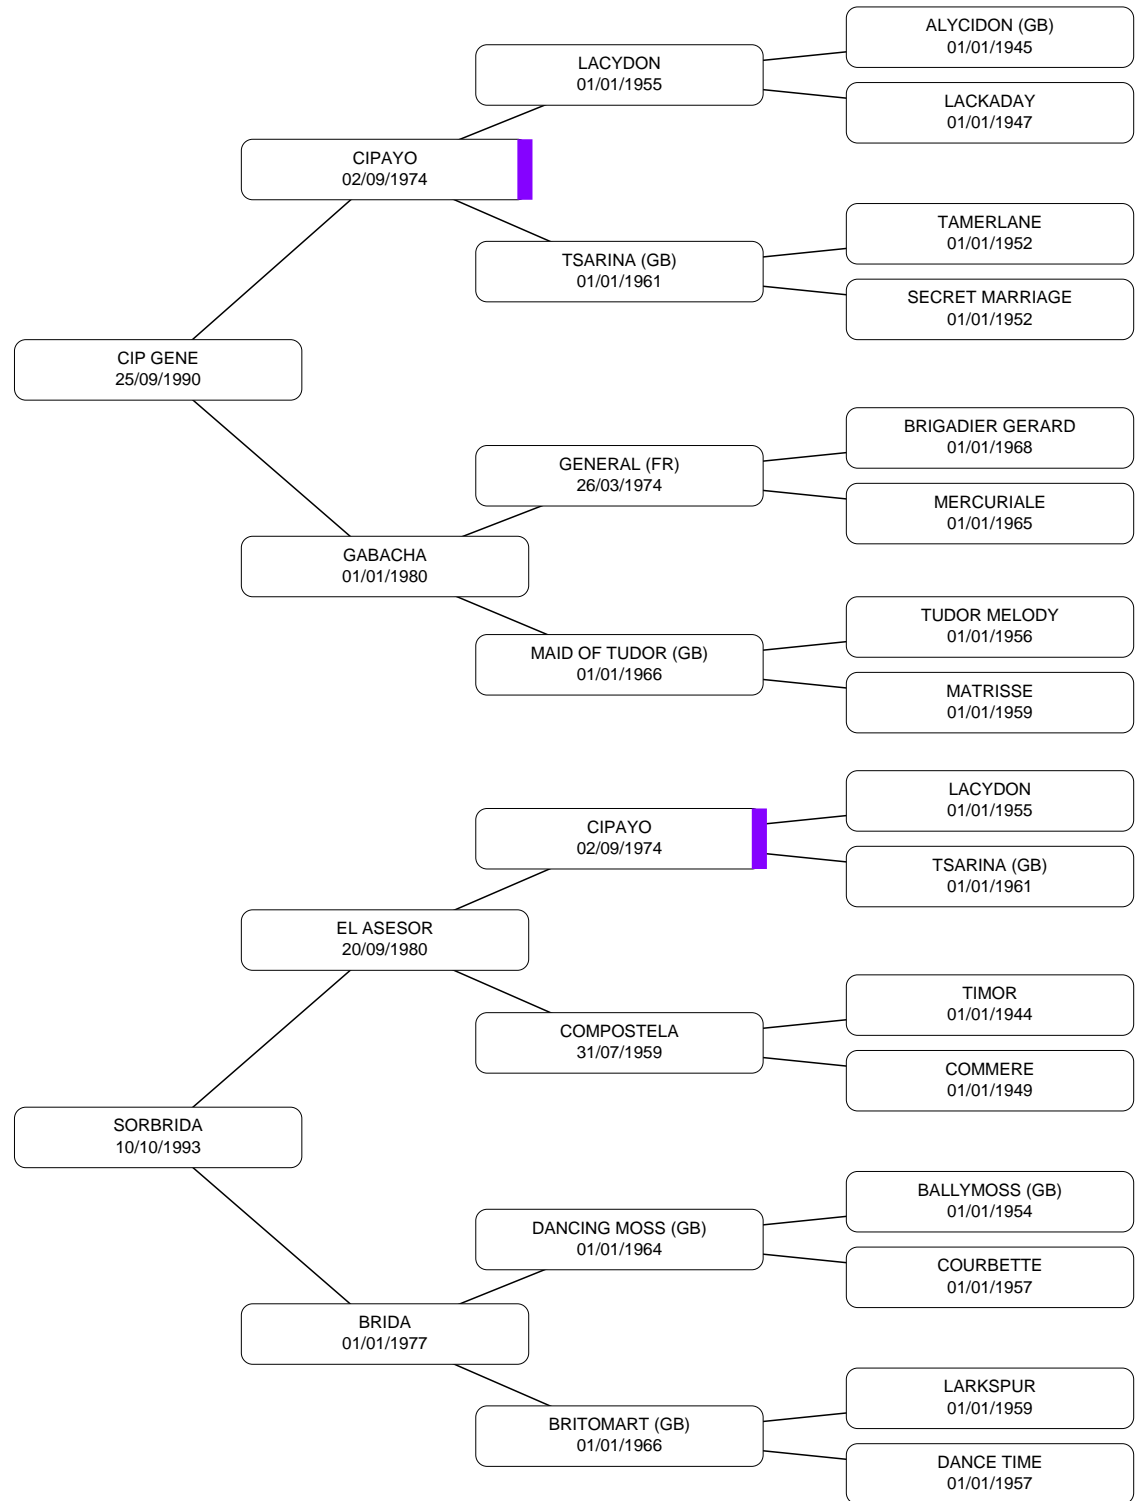 ALYCIDON (GB)
01/01/1945
LACYDON
01/01/1955
LACKADAY
01/01/1947
CIPAYO
02/09/1974
TAMERLANE
01/01/1952
TSARINA (GB)
01/01/1961
SECRET MARRIAGE
01/01/1952
CIP GENE
25/09/1990
BRIGADIER GERARD
01/01/1968
GENERAL (FR)
26/03/1974
MERCURIALE
01/01/1965
GABACHA
01/01/1980
TUDOR MELODY
01/01/1956
MAID OF TUDOR (GB)
01/01/1966
MATRISSE
01/01/1959
LACYDON
01/01/1955
CIPAYO
02/09/1974
TSARINA (GB)
01/01/1961
EL ASESOR
20/09/1980
TIMOR
01/01/1944
COMPOSTELA
31/07/1959
COMMERE
01/01/1949
SORBRIDA
10/10/1993
BALLYMOSS (GB)
01/01/1954
DANCING MOSS (GB)
01/01/1964
COURBETTE
01/01/1957
BRIDA
01/01/1977
LARKSPUR
01/01/1959
BRITOMART (GB)
01/01/1966
DANCE TIME
01/01/1957